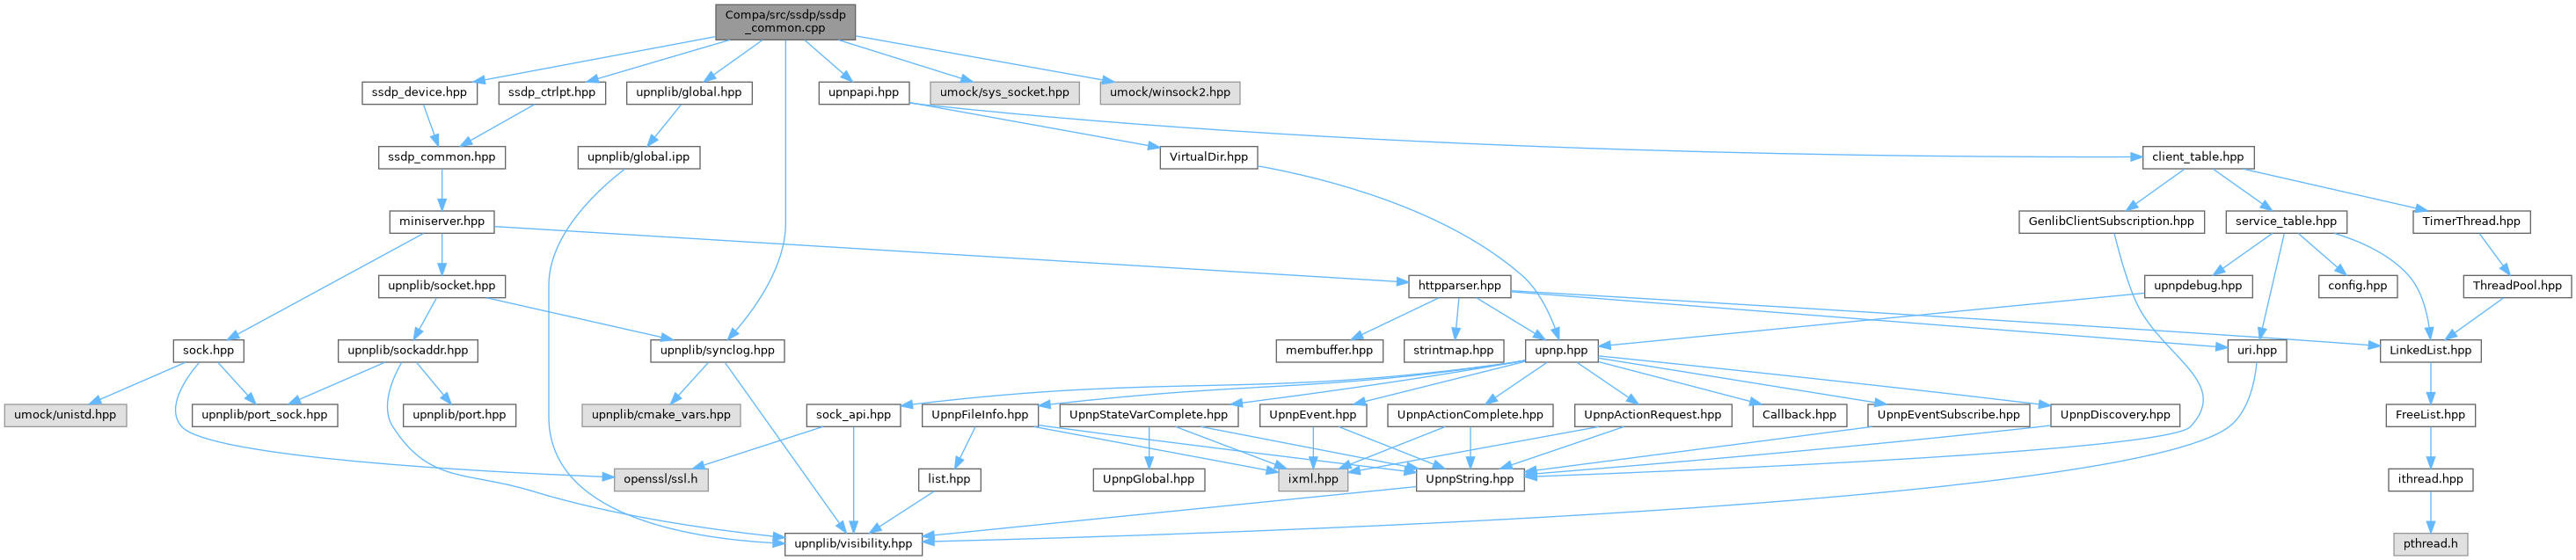 Compa/src/ssdp/ssdp
_common.cpp
ssdp_device.hpp
ssdp_ctrlpt.hpp
upnplib/global.hpp
upnpapi.hpp
umock/sys_socket.hpp
umock/winsock2.hpp
ssdp_common.hpp
upnplib/global.ipp
VirtualDir.hpp
client_table.hpp
miniserver.hpp
GenlibClientSubscription.hpp
service_table.hpp
TimerThread.hpp
upnplib/socket.hpp
httpparser.hpp
upnpdebug.hpp
config.hpp
ThreadPool.hpp
sock.hpp
upnplib/sockaddr.hpp
upnplib/synclog.hpp
membuffer.hpp
strintmap.hpp
upnp.hpp
uri.hpp
LinkedList.hpp
umock/unistd.hpp
upnplib/port_sock.hpp
upnplib/port.hpp
upnplib/cmake_vars.hpp
sock_api.hpp
UpnpFileInfo.hpp
UpnpStateVarComplete.hpp
UpnpEvent.hpp
UpnpActionComplete.hpp
UpnpActionRequest.hpp
Callback.hpp
UpnpEventSubscribe.hpp
UpnpDiscovery.hpp
FreeList.hpp
openssl/ssl.h
list.hpp
UpnpGlobal.hpp
ixml.hpp
UpnpString.hpp
ithread.hpp
upnplib/visibility.hpp
pthread.h